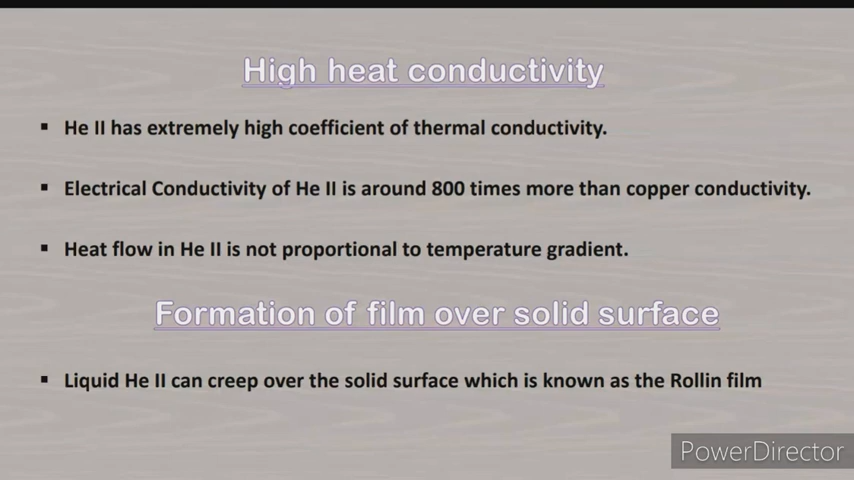 High heat conductivity
▪ He II has extremely high coefficient of thermal conductivity.
▪ Electrical Conductivity of He II is around 800 times more than copper conductivity.
▪ Heat flow in He II is not proportional to temperature gradient.
Formation of film over solid surface
▪ Liquid He II can creep over the solid surface which is known as the Rollin film
PowerDirector